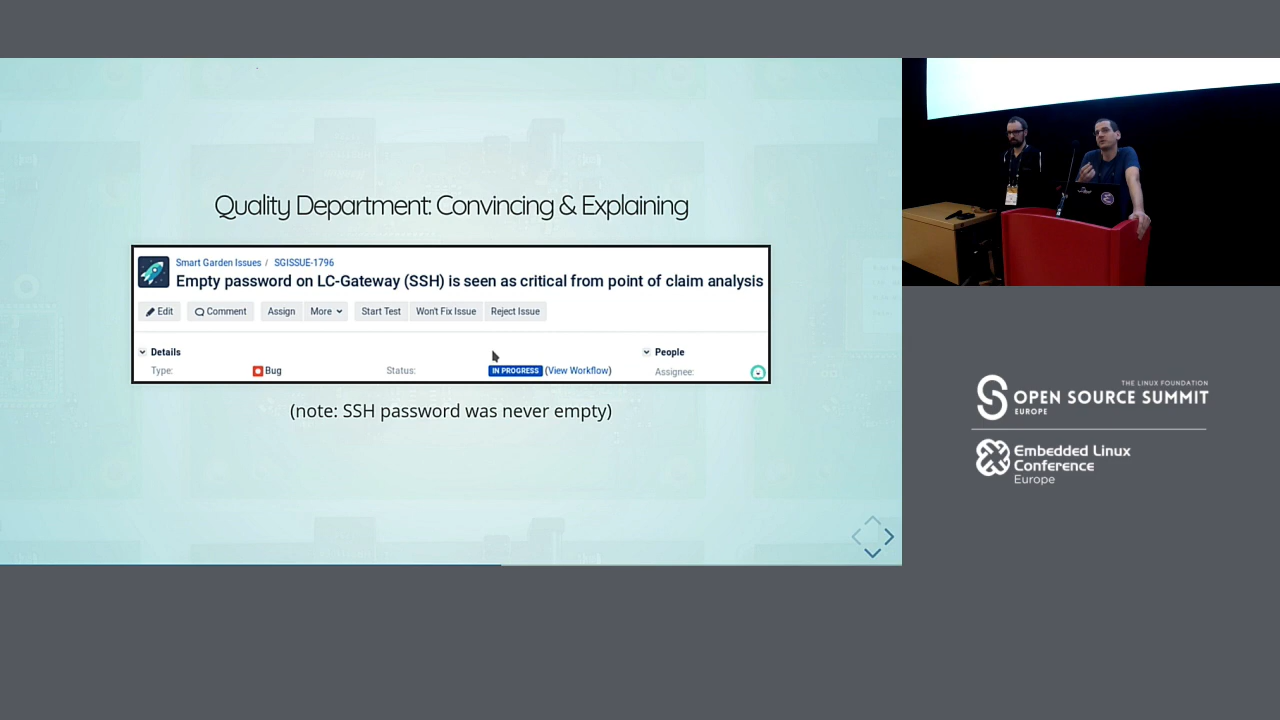 Quality Department: Convincing & Explaining
Smart Garden Issues / SGISSUE-1796
Empty password on LC-Gateway (SSH) is seen as critical from point of claim analysis
Edit Comment Assign More Start Test Won't Fix Issue Reject Issue
Details People
Type: Bug Status: IN PROGRESS (View Workflow) Assignee:
(note: SSH password was never empty)
THE LINUX FOUNDATION
OPEN SOURCE SUMMIT
EUROPE
Embedded Linux
Conference
Europe